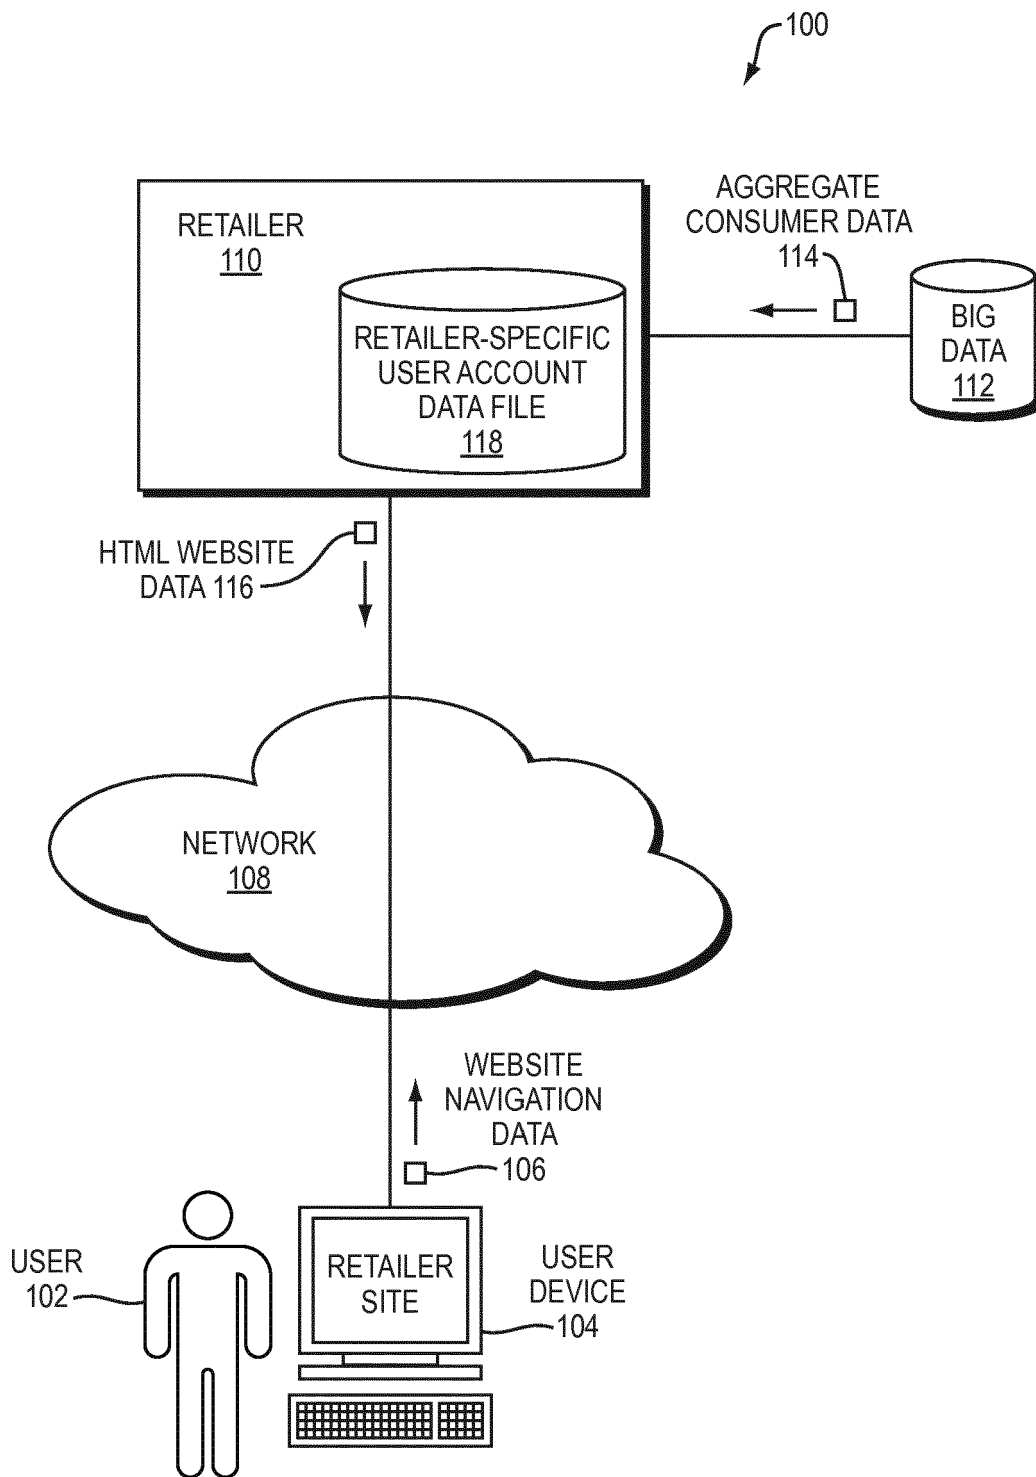 100
AGGREGATE
CONSUMER DATA
114
RETAILER
110
RETAILER-SPECIFIC
USER ACCOUNT
DATA FILE
118
BIG
DATA
112
HTML WEBSITE
DATA 116
NETWORK
108
WEBSITE
NAVIGATION
DATA
106
USER
102
RETAILER
SITE
USER
DEVICE
104